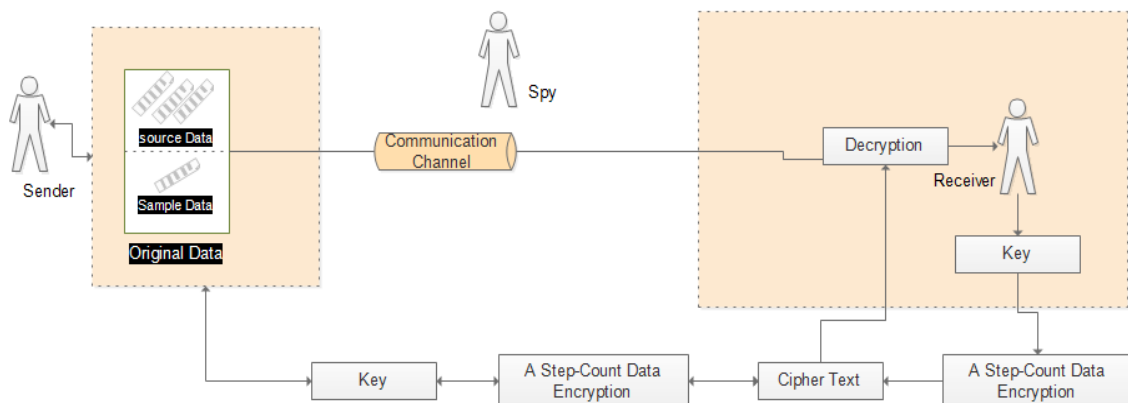 Spy
source Data
Communication
Channel
Decryption
Sender
Receiver
Sample Data
Original Data
Key
Key
A Step-Count Data
Encryption
Cipher Text
A Step-Count Data
Encryption